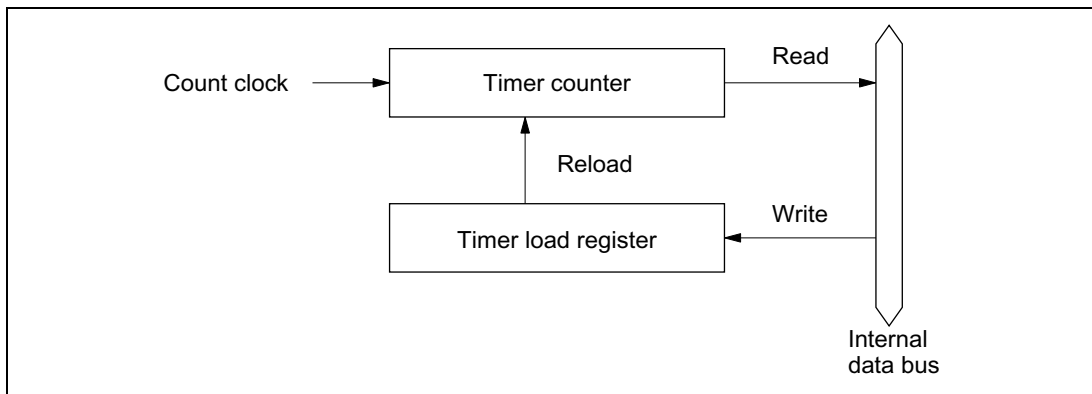 Read
Count clock
Timer counter
Reload
Write
Timer load register
Internal
data bus